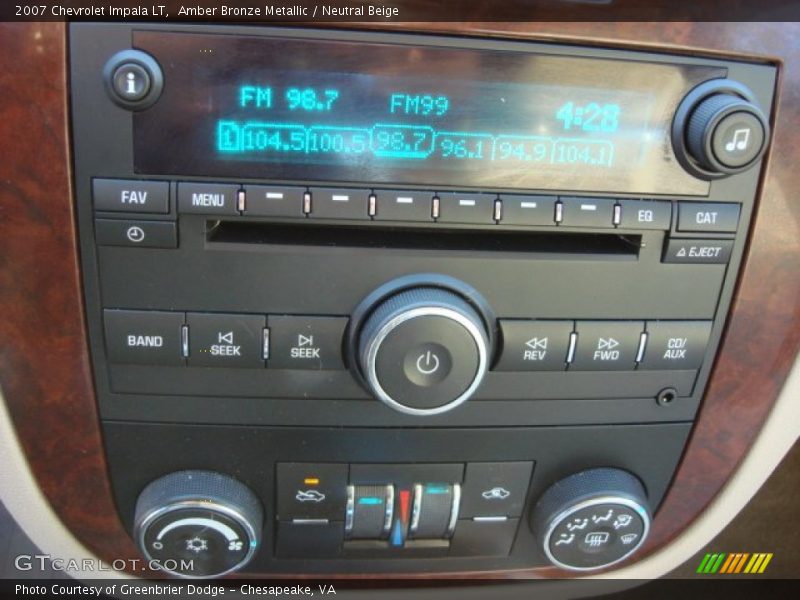 2007 Chevrolet Impala LT, Amber Bronze Metallic / Neutral Beige
i
FM 98.7 FM99 4:28
1 104.5 100.5 98.7 96.1 94.9 104.1
FAV MENU EQ CAT
EJECT
BAND SEEK SEEK REV FWD CD/
AUX
GTCARLOT.COM
Photo Courtesy of Greenbrier Dodge – Chesapeake, VA